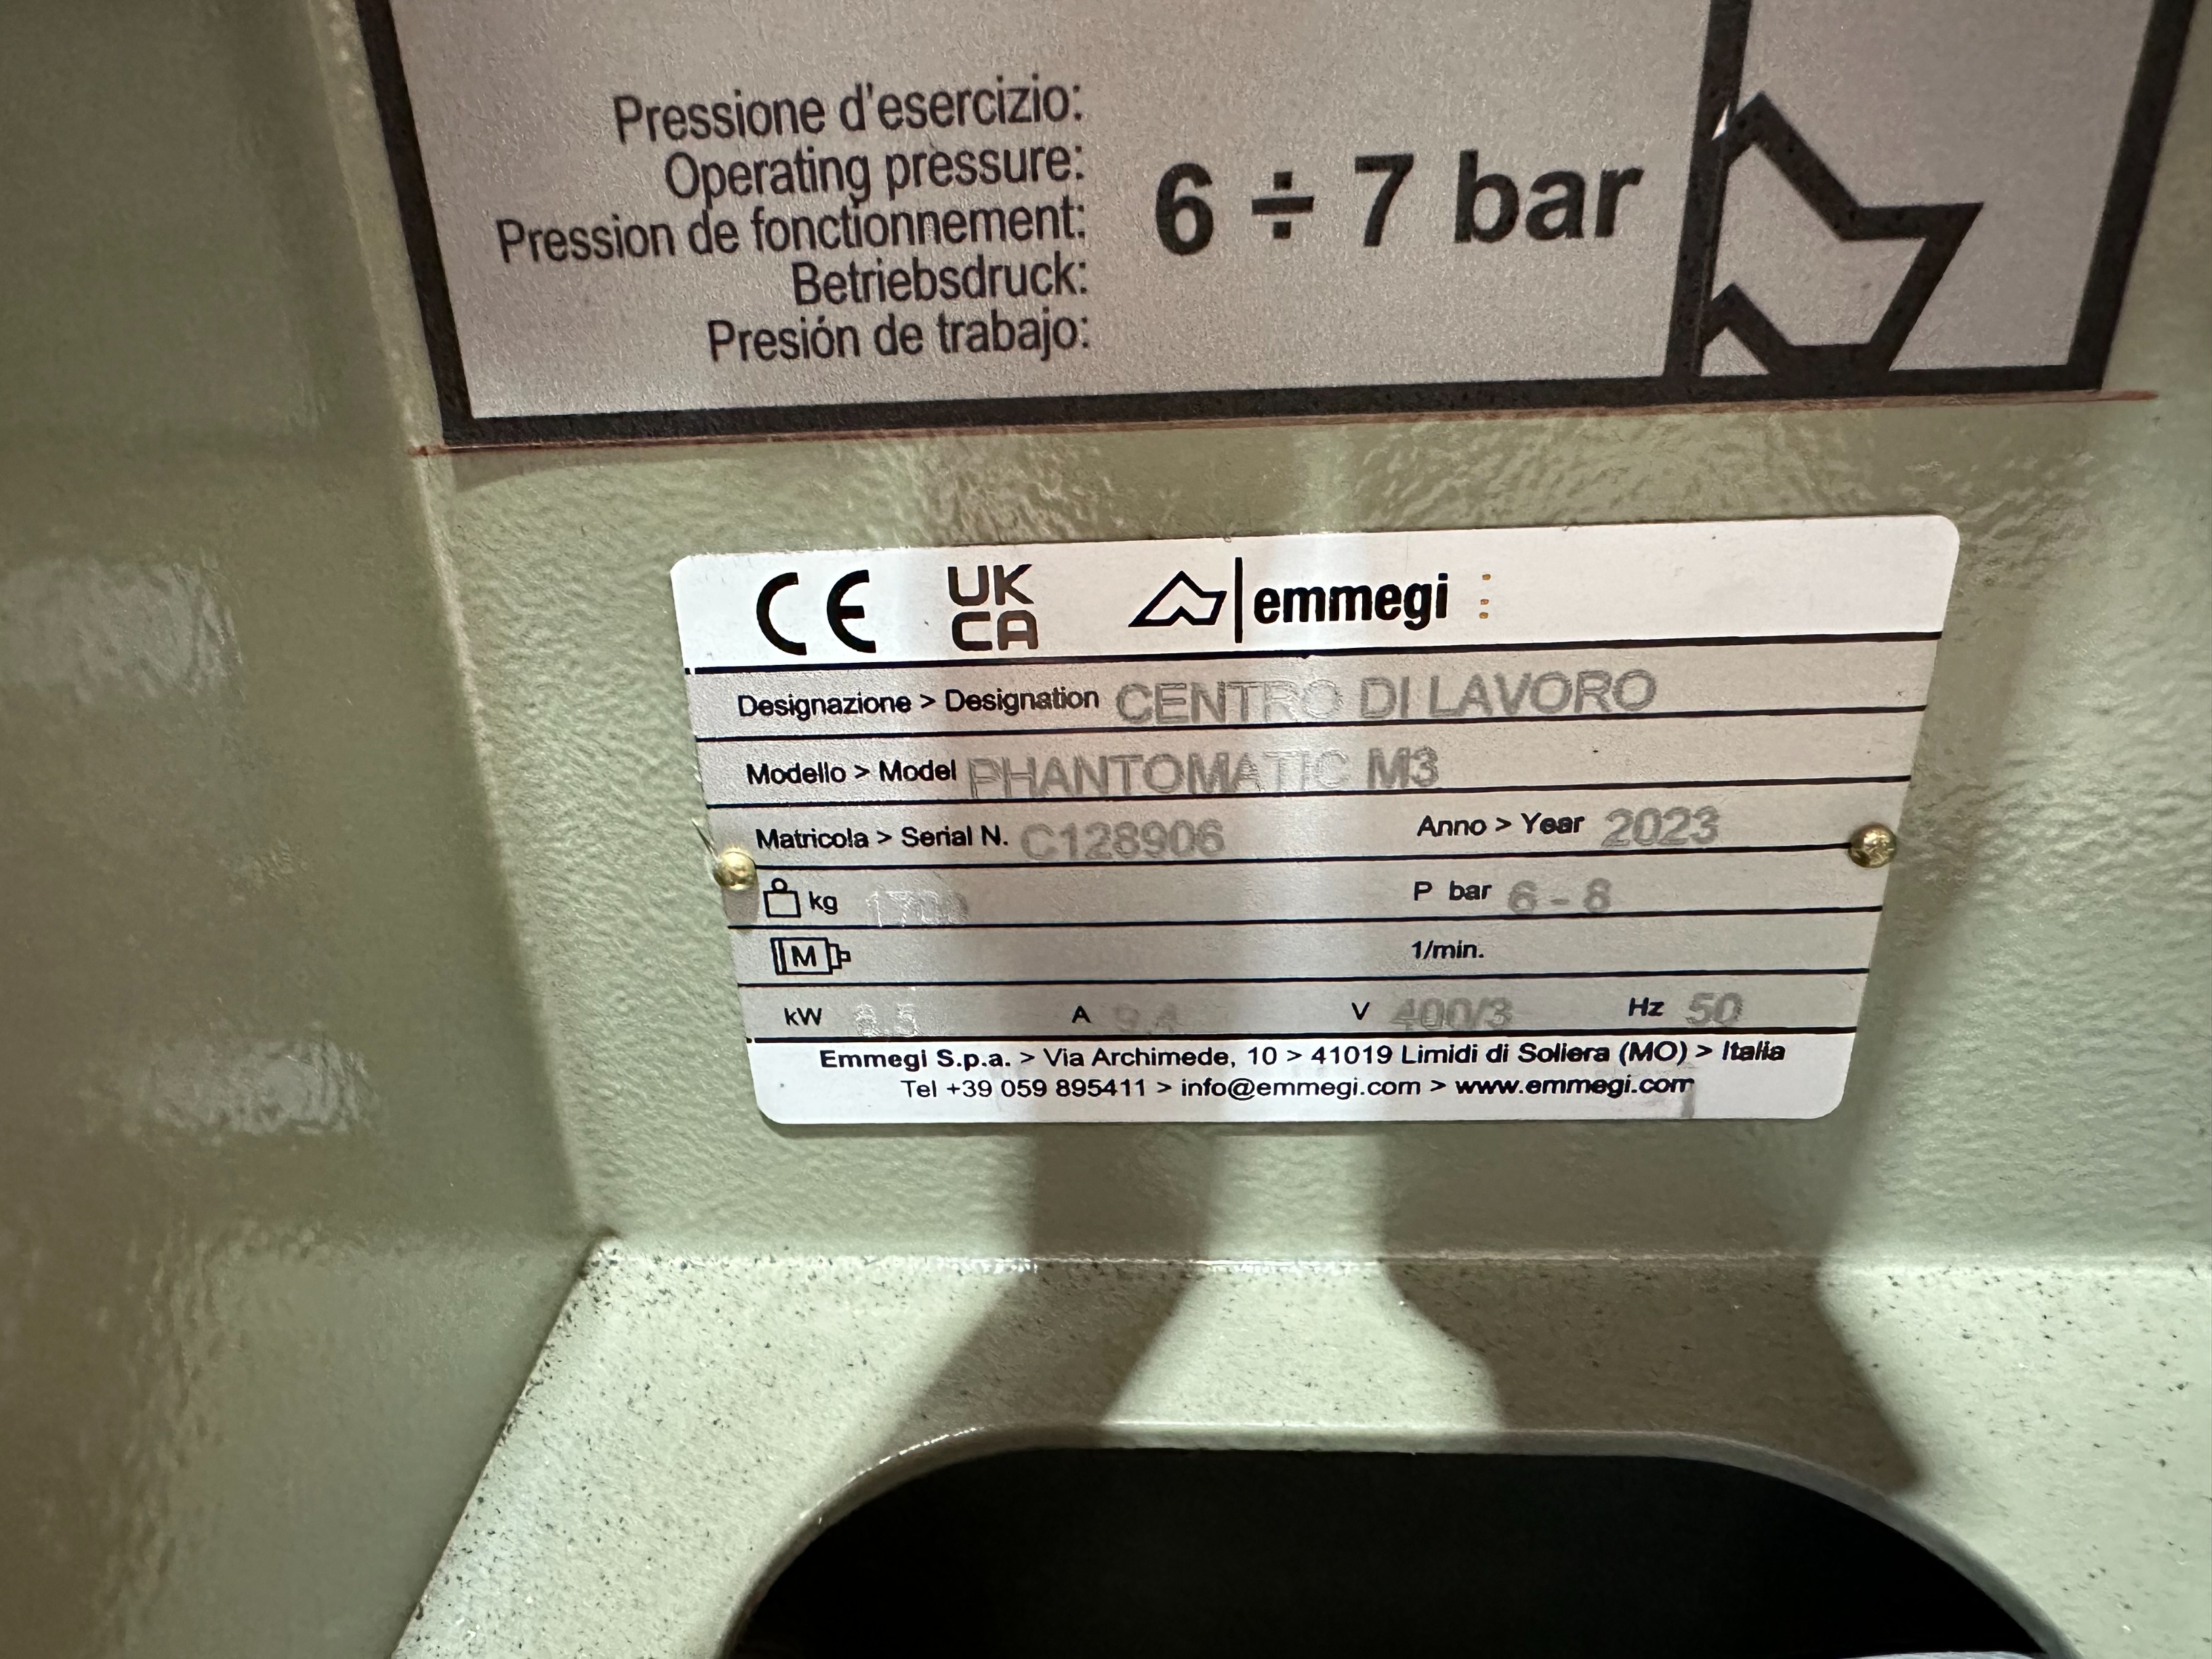 Pressione d'esercizio:
Operating pressure:
Pression de fonctionnement:
Betriebsdruck:
Presión de trabajo:
6 ÷ 7 bar
CE UK CA emmegi
Designazione > Designation CENTRO DI LAVORO
Modello > Model PHANTOMATIC M3
Matricola > Serial N. C128906 Anno > Year 2023
kg 1700 P bar 6 - 8
M 1/min.
kW A V 400/3 Hz 50
Emmegi S.p.a. > Via Archimede, 10 > 41019 Limidi di Soliera (MO) > Italia
Tel +39 059 895411 > info@emmegi.com > www.emmegi.com